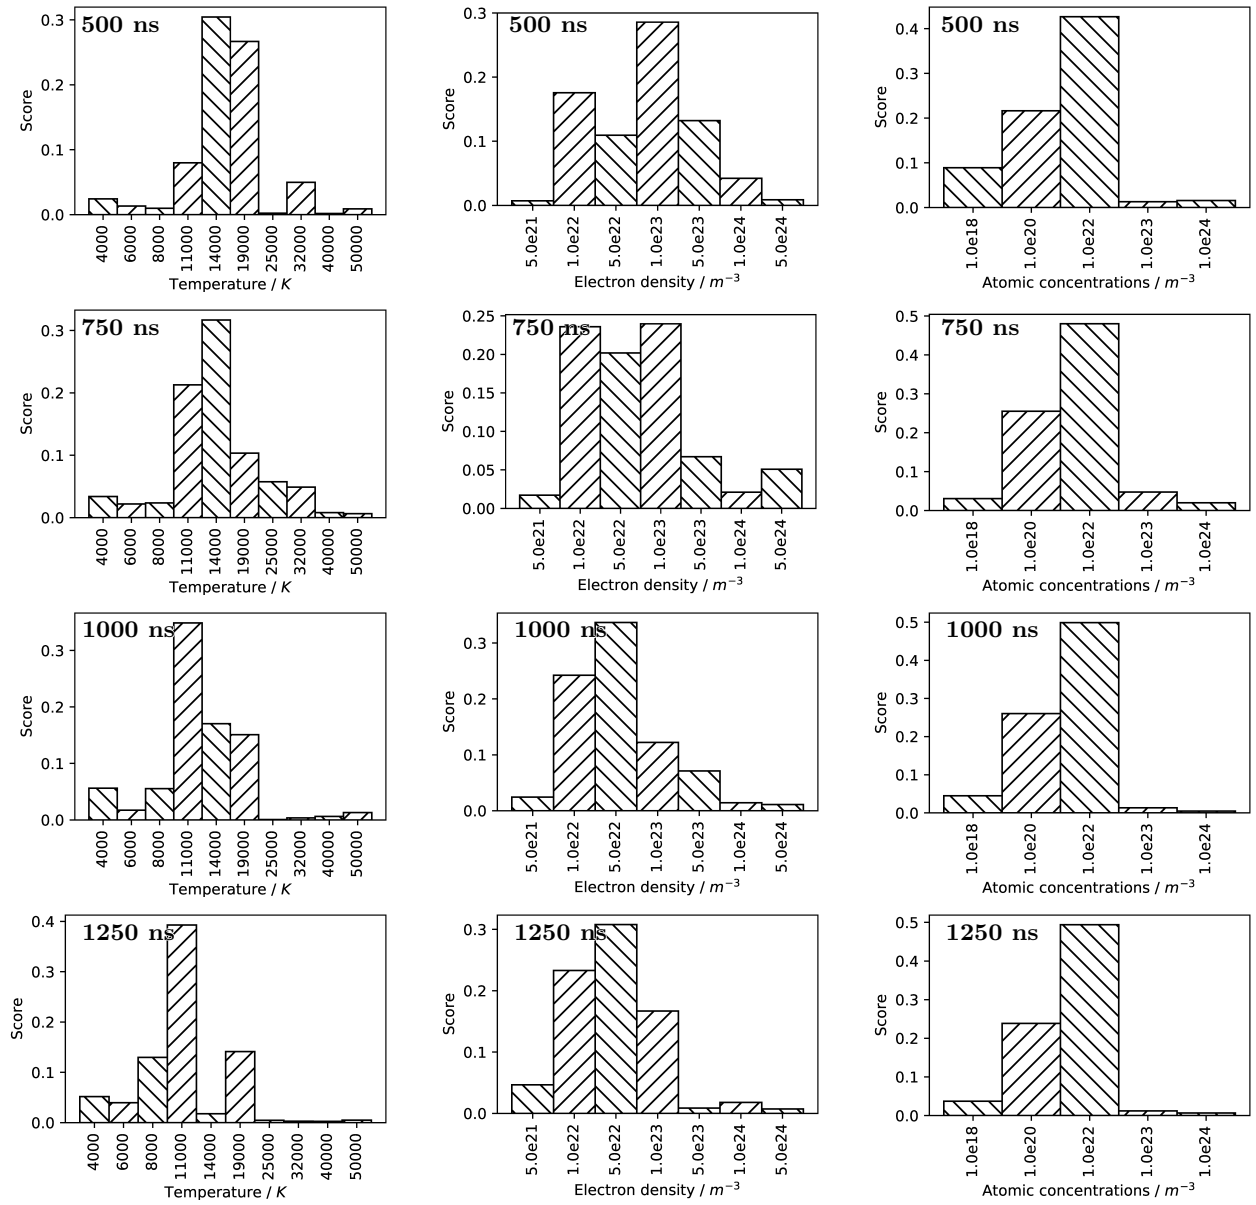 500 ns
0.3
0.2
0.1
0.0
Score
4000 6000 8000 11000 14000 19000 25000 32000 40000 50000
Temperature / K
500 ns
0.3
0.2
0.1
0.0
Score
5.0e21 1.0e22 5.0e22 1.0e23 5.0e23 1.0e24 5.0e24
Electron density / m⁻³
500 ns
0.4
0.3
0.2
0.1
0.0
Score
1.0e18 1.0e20 1.0e22 1.0e23 1.0e24
Atomic concentrations / m⁻³
750 ns
0.3
0.2
0.1
0.0
Score
4000 6000 8000 11000 14000 19000 25000 32000 40000 50000
Temperature / K
750 ns
0.25
0.20
0.15
0.10
0.05
0.00
Score
5.0e21 1.0e22 5.0e22 1.0e23 5.0e23 1.0e24 5.0e24
Electron density / m⁻³
750 ns
0.5
0.4
0.3
0.2
0.1
0.0
Score
1.0e18 1.0e20 1.0e22 1.0e23 1.0e24
Atomic concentrations / m⁻³
1000 ns
0.3
0.2
0.1
0.0
Score
4000 6000 8000 11000 14000 19000 25000 32000 40000 50000
Temperature / K
1000 ns
0.3
0.2
0.1
0.0
Score
5.0e21 1.0e22 5.0e22 1.0e23 5.0e23 1.0e24 5.0e24
Electron density / m⁻³
1000 ns
0.5
0.4
0.3
0.2
0.1
0.0
Score
1.0e18 1.0e20 1.0e22 1.0e23 1.0e24
Atomic concentrations / m⁻³
1250 ns
0.4
0.3
0.2
0.1
0.0
Score
4000 6000 8000 11000 14000 19000 25000 32000 40000 50000
Temperature / K
1250 ns
0.3
0.2
0.1
0.0
Score
5.0e21 1.0e22 5.0e22 1.0e23 5.0e23 1.0e24 5.0e24
Electron density / m⁻³
1250 ns
0.5
0.4
0.3
0.2
0.1
0.0
Score
1.0e18 1.0e20 1.0e22 1.0e23 1.0e24
Atomic concentrations / m⁻³